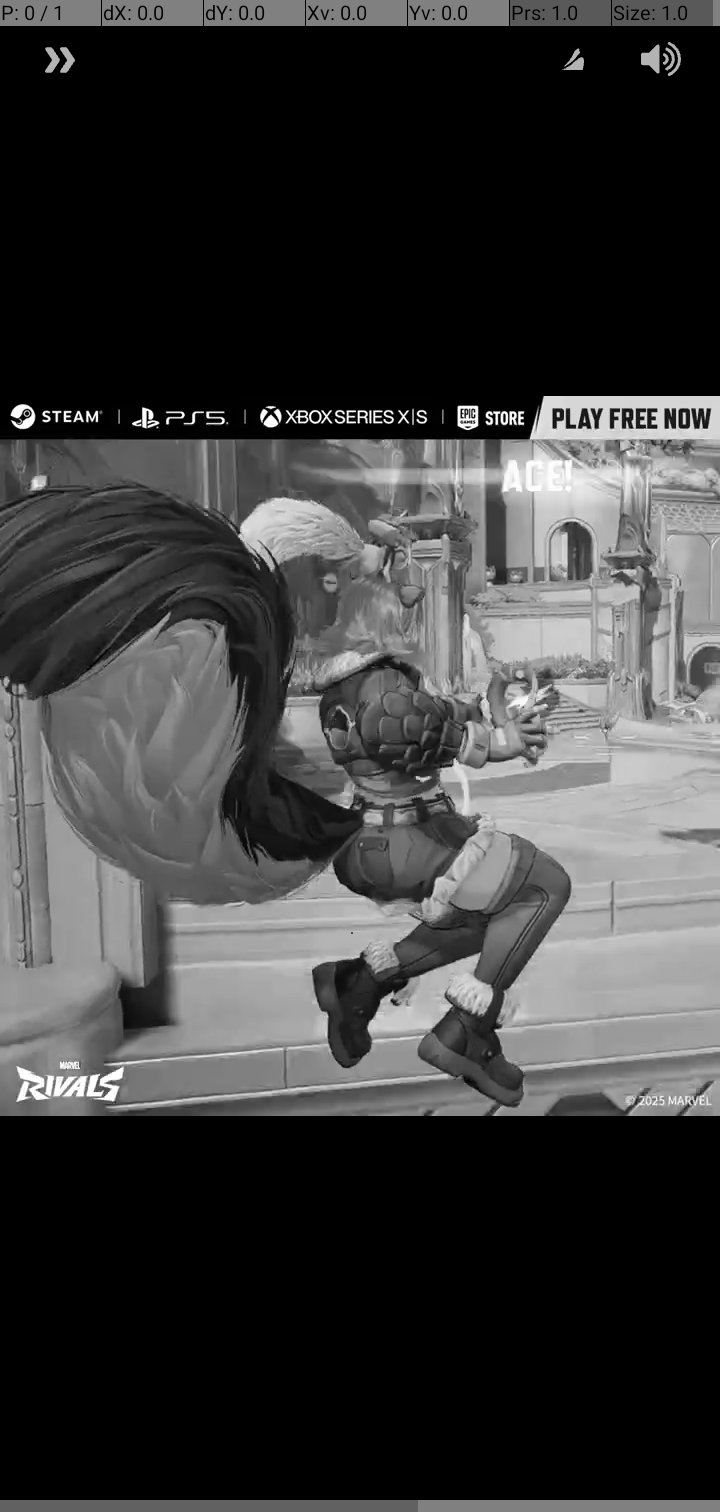 P: 0 / 1 dX: 0.0 dY: 0.0 Xv: 0.0 Yv: 0.0 Prs: 1.0 Size: 1.0
STEAM | PS5. | XBOX SERIES X|S | EPIC GAMES STORE PLAY FREE NOW
ACE!
MARVEL
RIVALS
© 2025 MARVEL